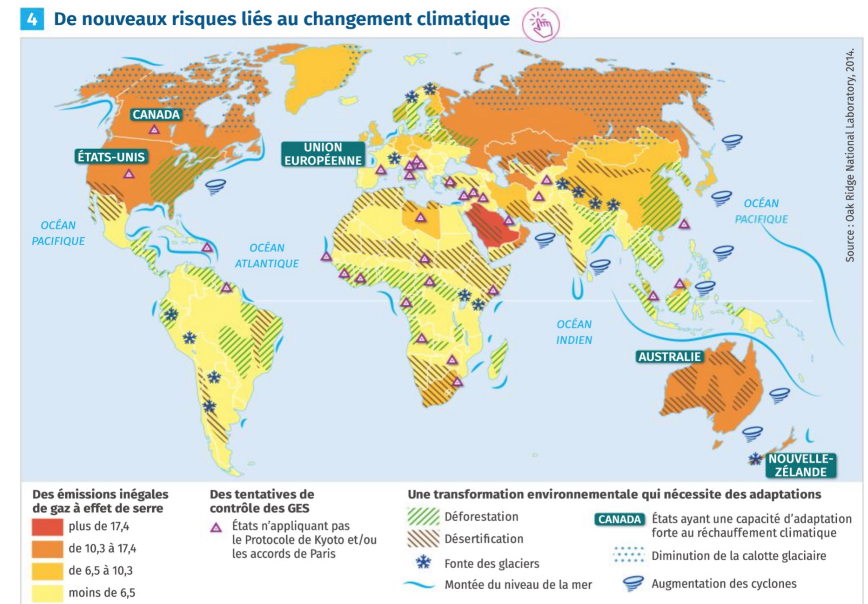 4 De nouveaux risques liés au changement climatique
CANADA
ÉTATS-UNIS
UNION
EUROPÉENNE
OCÉAN
PACIFIQUE
OCÉAN
ATLANTIQUE
OCÉAN
PACIFIQUE
OCÉAN
INDIEN
AUSTRALIE
NOUVELLE-
ZÉLANDE
Source : Oak Ridge National Laboratory, 2014.
Des émissions inégales
de gaz à effet de serre
plus de 17,4
de 10,3 à 17,4
de 6,5 à 10,3
moins de 6,5
Des tentatives de
contrôle des GES
États n'appliquant pas
le Protocole de Kyoto et/ou
les accords de Paris
Une transformation environnementale qui nécessite des adaptations
Déforestation
Désertification
Fonte des glaciers
Montée du niveau de la mer
CANADA États ayant une capacité d'adaptation
forte au réchauffement climatique
Diminution de la calotte glaciaire
Augmentation des cyclones